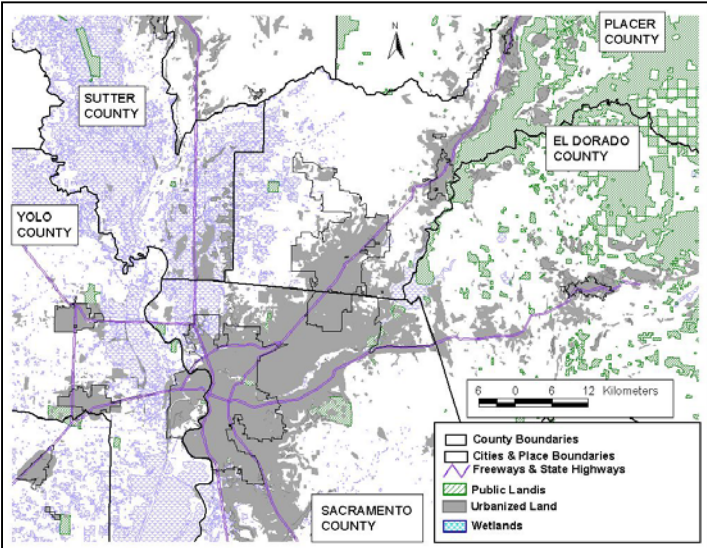 N
PLACER
COUNTY
SUTTER
COUNTY
EL DORADO
COUNTY
YOLO
COUNTY
6 0 6 12 Kilometers
County Boundaries
Cities & Place Boundaries
Freeways & State Highways
Public Landis
Urbanized Land
Wetlands
SACRAMENTO
COUNTY